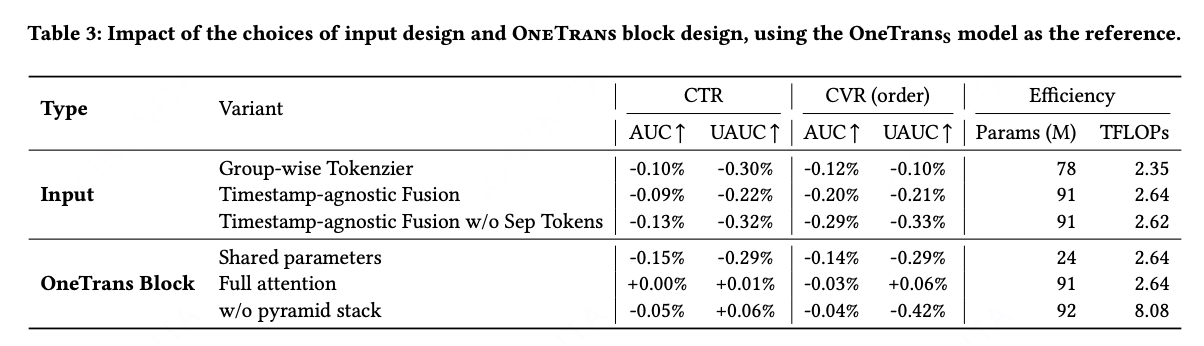 Table 3: Impact of the choices of input design and OneTrans block design, using the OneTransS model as the reference.
Type Variant CTR CVR (order) Efficiency
AUC↑ UAUC↑ AUC↑ UAUC↑ Params (M) TFLOPs
Input
Group-wise Tokenzier -0.10% -0.30% -0.12% -0.10% 78 2.35
Timestamp-agnostic Fusion -0.09% -0.22% -0.20% -0.21% 91 2.64
Timestamp-agnostic Fusion w/o Sep Tokens -0.13% -0.32% -0.29% -0.33% 91 2.62
OneTrans Block
Shared parameters -0.15% -0.29% -0.14% -0.29% 24 2.64
Full attention +0.00% +0.01% -0.03% +0.06% 91 2.64
w/o pyramid stack -0.05% +0.06% -0.04% -0.42% 92 8.08